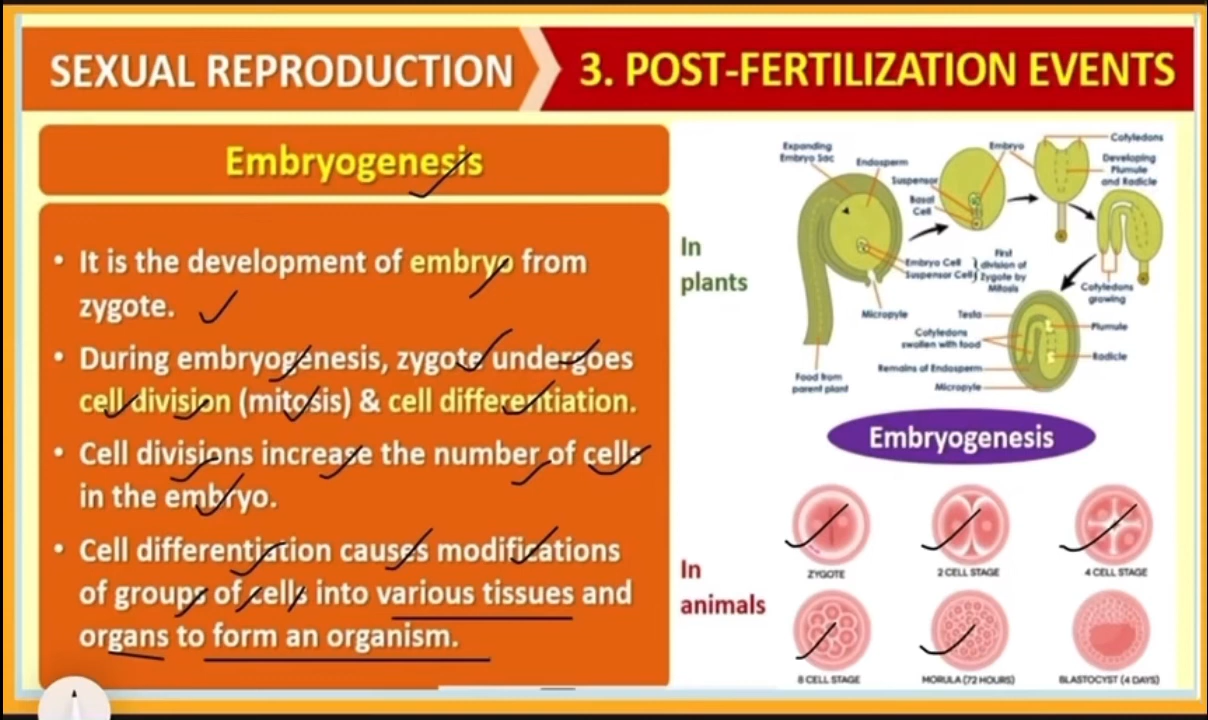 SEXUAL REPRODUCTION
3. POST-FERTILIZATION EVENTS
Embryogenesis
• It is the development of embryo from
zygote.
• During embryogenesis, zygote undergoes
cell division (mitosis) & cell differentiation.
• Cell divisions increase the number of cells
in the embryo.
• Cell differentiation causes modifications
of groups of cells into various tissues and
organs to form an organism.
In
plants
Expanding
Embryo Sac
Endosperm
Suspensor
Basal
Cell
Embryo
Cotyledons
Developing
Plumule
and Radicle
Embryo Cell
Suspensor Cell
First
division of
Zygote by
Mitosis
Micropyle
Food from
parent plant
Cotyledons
growing
Testa
Cotyledons
swollen with food
Remains of Endosperm
Micropyle
Plumule
Radicle
Embryogenesis
In
animals
ZYGOTE
2 CELL STAGE
4 CELL STAGE
8 CELL STAGE
MORULA (72 HOURS)
BLASTOCYST (4 DAYS)